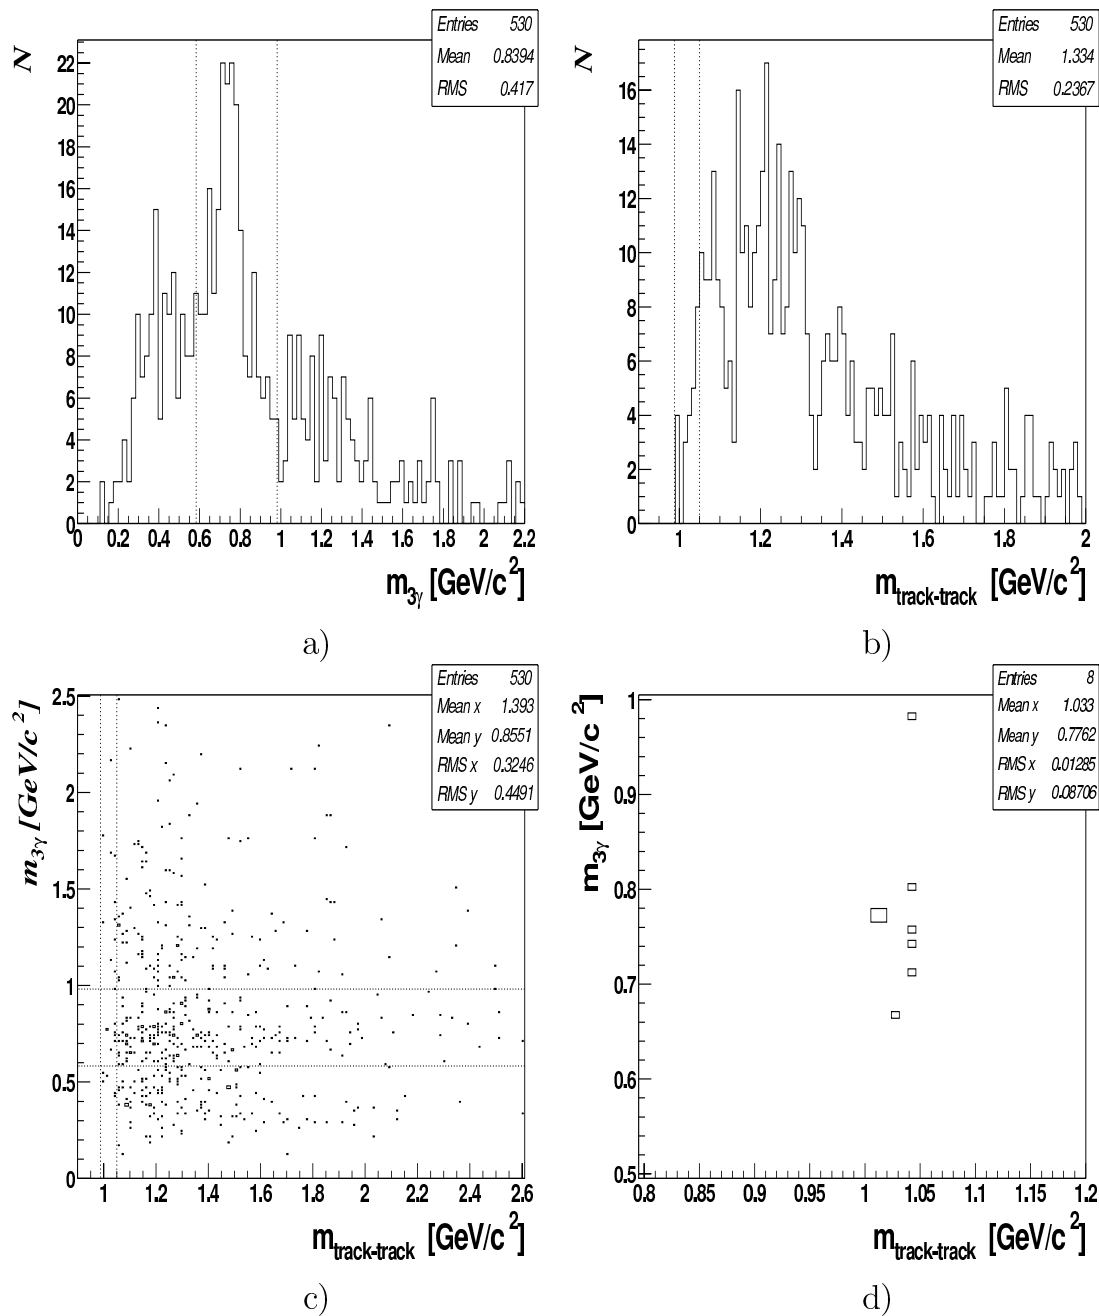 Entries 530
Mean 0.8394
RMS 0.417
N
22
20
18
16
14
12
10
8
6
4
2
0
0 0.2 0.4 0.6 0.8 1 1.2 1.4 1.6 1.8 2 2.2
m3γ [GeV/c2]
a)
Entries 530
Mean 1.334
RMS 0.2367
N
16
14
12
10
8
6
4
2
0
1 1.2 1.4 1.6 1.8 2
mtrack-track [GeV/c2]
b)
Entries 530
Mean x 1.393
Mean y 0.8551
RMS x 0.3246
RMS y 0.4491
m3γ [GeV/c2]
2.5
2
1.5
1
0.5
0
1 1.2 1.4 1.6 1.8 2 2.2 2.4 2.6
mtrack-track [GeV/c2]
c)
Entries 8
Mean x 1.033
Mean y 0.7762
RMS x 0.01285
RMS y 0.08706
m3γ [GeV/c2]
1
0.9
0.8
0.7
0.6
0.5
0.8 0.85 0.9 0.95 1 1.05 1.1 1.15 1.2
mtrack-track [GeV/c2]
d)